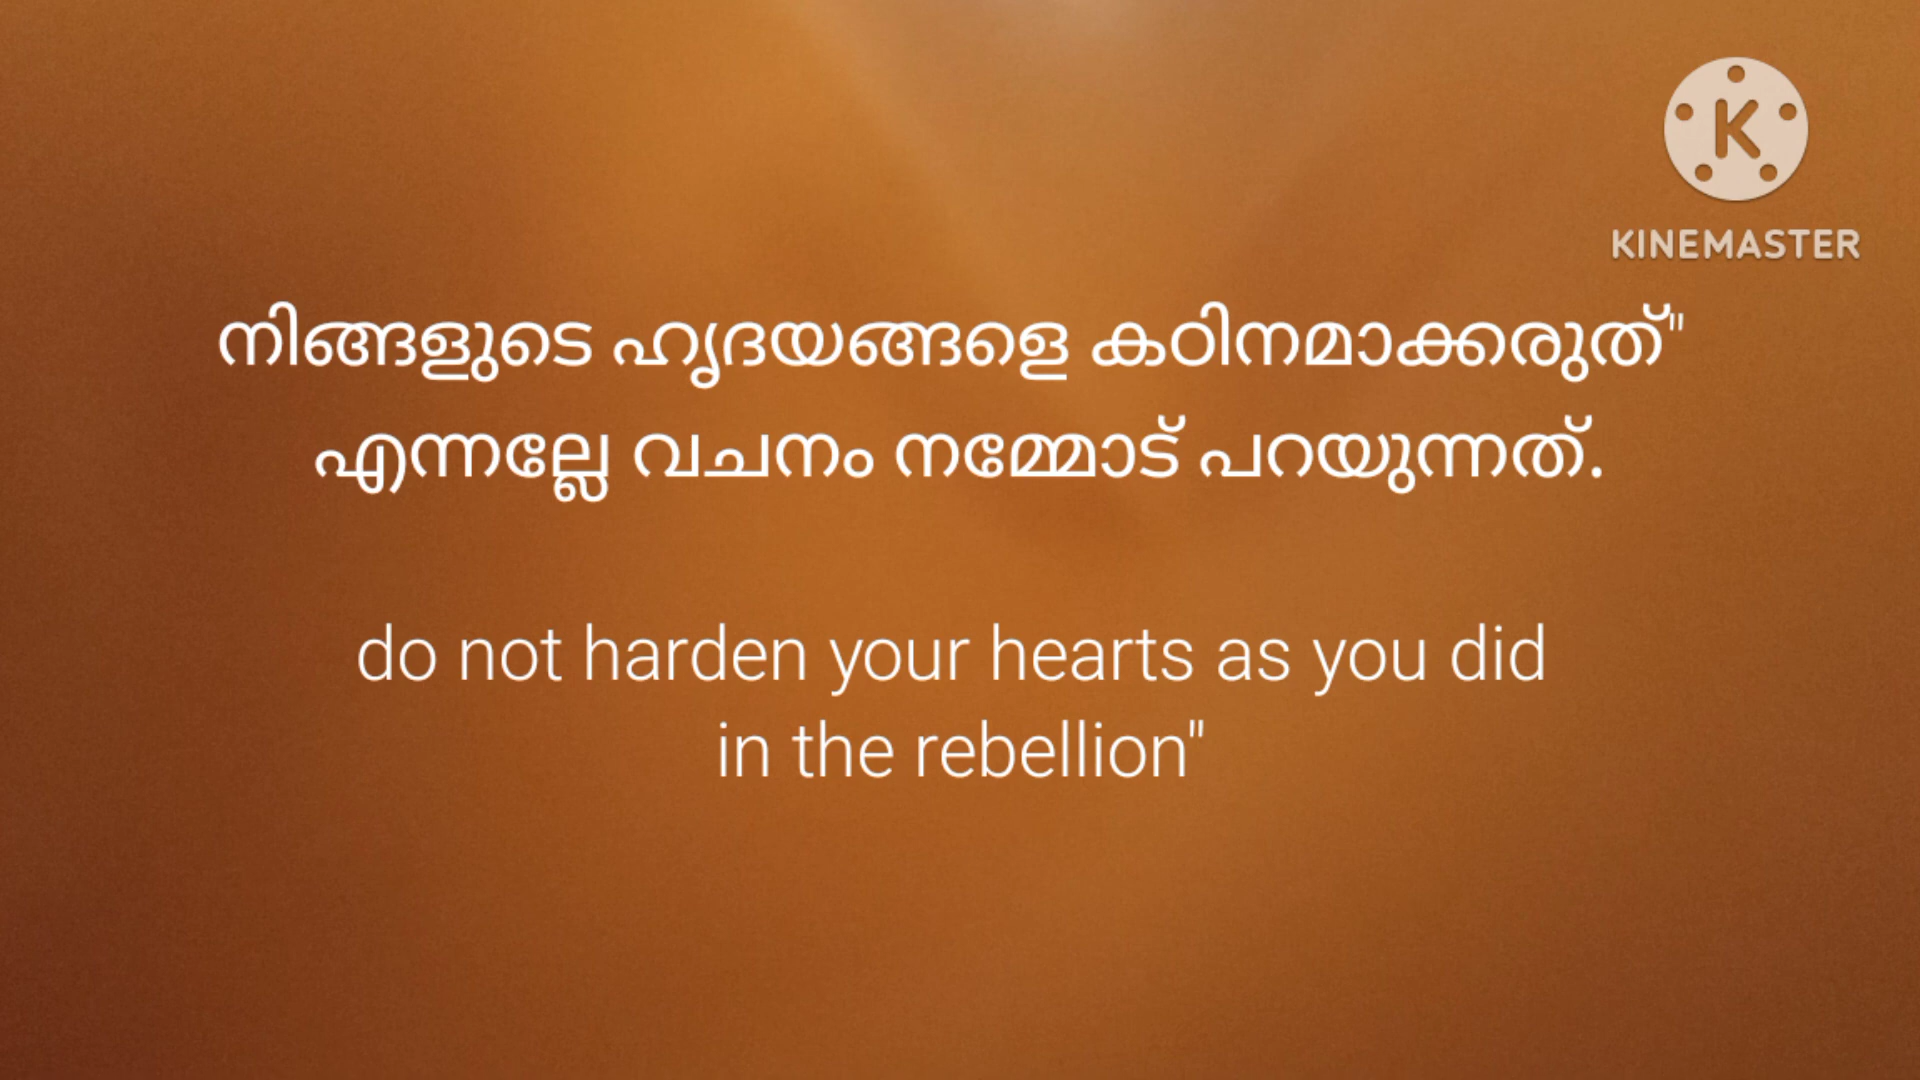 K
KINEMASTER
നിങ്ങളുടെ ഹൃദയങ്ങളെ കഠിനമാക്കരുത്"
എന്നല്ലേ വചനം നമ്മോട് പറയുന്നത്.
do not harden your hearts as you did
in the rebellion"